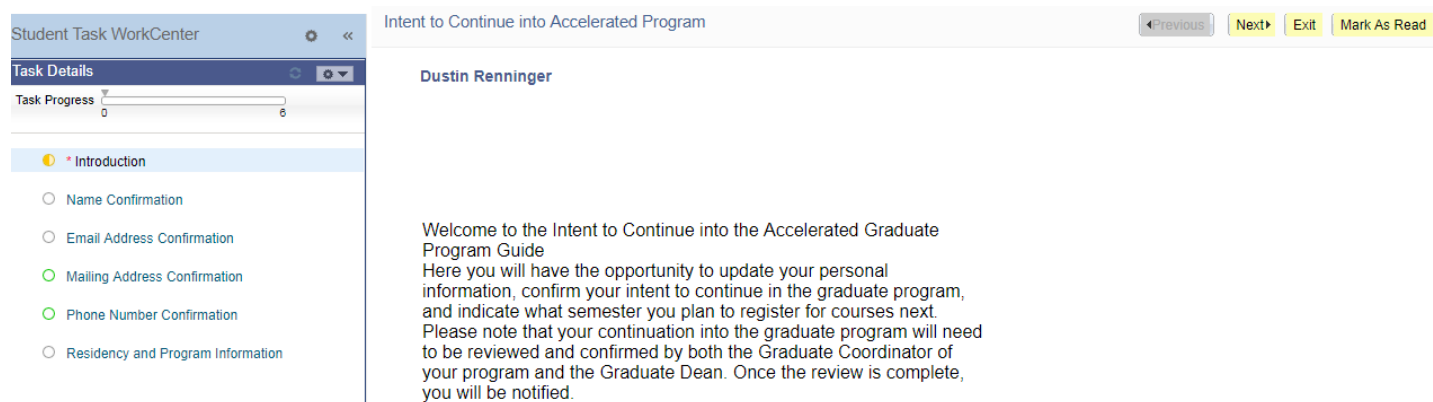 Student Task WorkCenter
Task Details
Task Progress
0 6
* Introduction
Name Confirmation
Email Address Confirmation
Mailing Address Confirmation
Phone Number Confirmation
Residency and Program Information
Intent to Continue into Accelerated Program
Previous Next Exit Mark As Read
Dustin Renninger
Welcome to the Intent to Continue into the Accelerated Graduate
Program Guide
Here you will have the opportunity to update your personal
information, confirm your intent to continue in the graduate program,
and indicate what semester you plan to register for courses next.
Please note that your continuation into the graduate program will need
to be reviewed and confirmed by both the Graduate Coordinator of
your program and the Graduate Dean. Once the review is complete,
you will be notified.